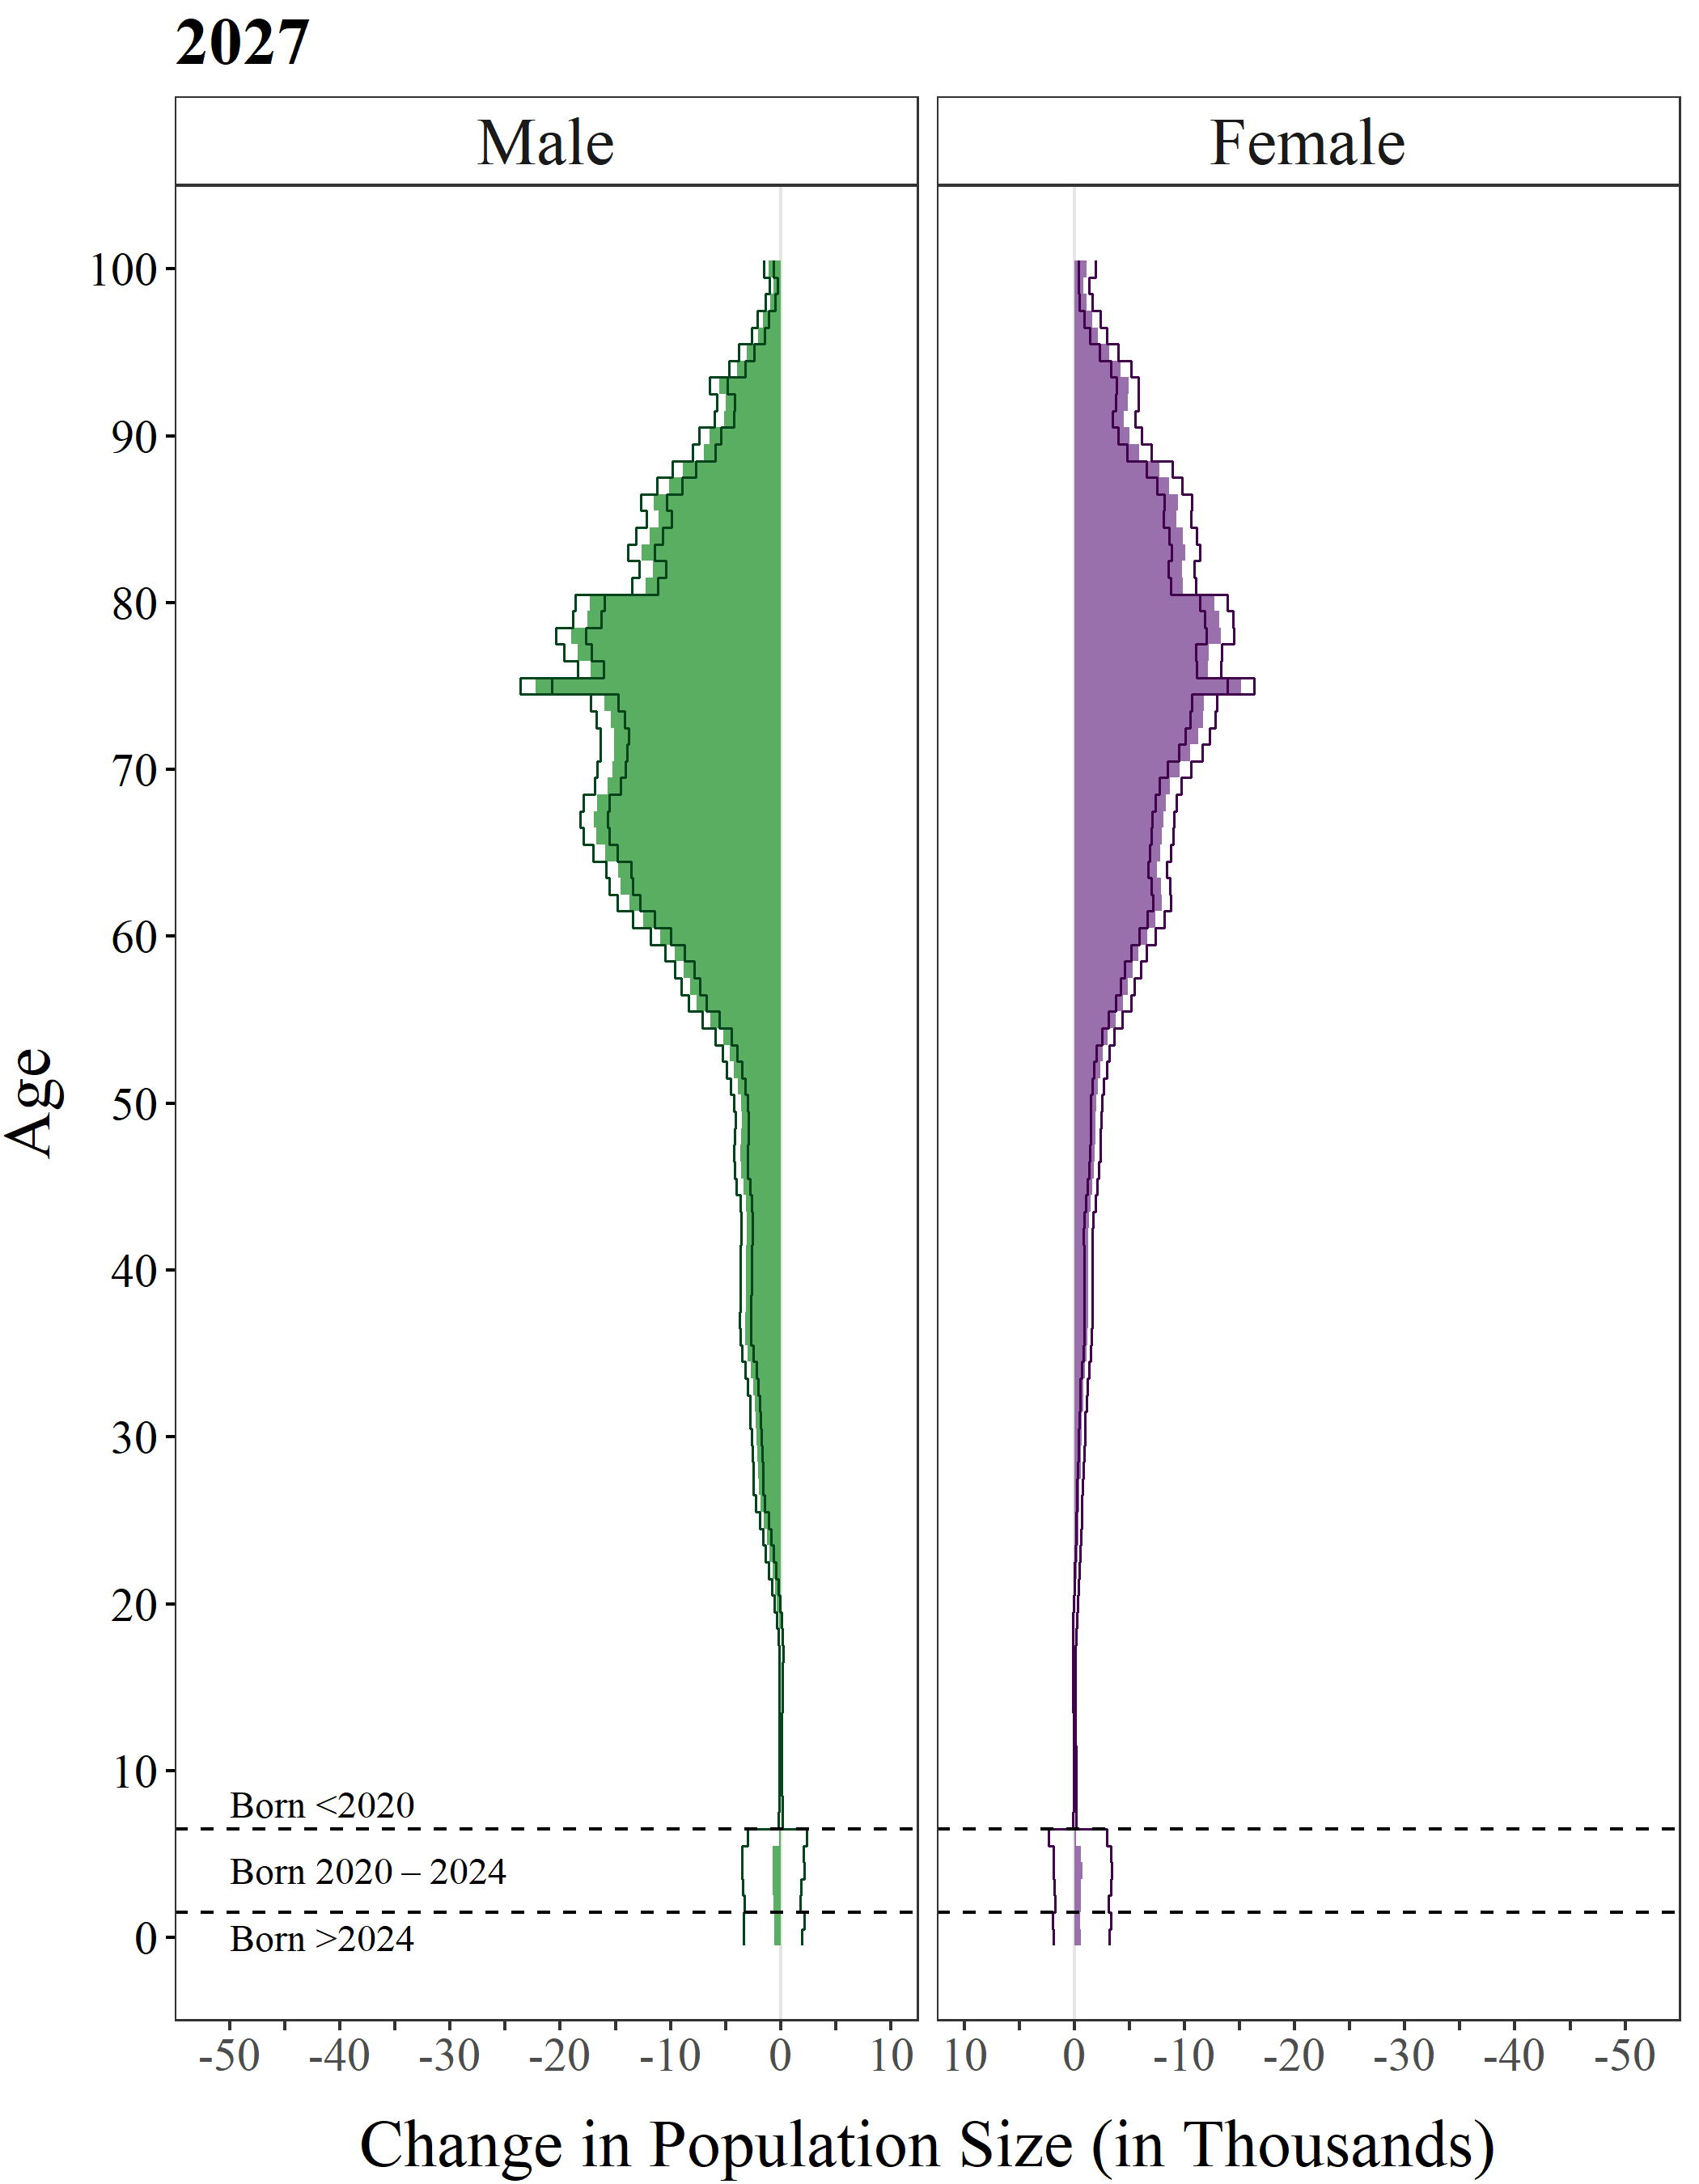 2027
Male Female
100
90
80
70
60
50
40
30
20
10
0
Age
Born <2020
Born 2020 – 2024
Born >2024
-50 -40 -30 -20 -10 0 10 10 0 -10 -20 -30 -40 -50
Change in Population Size (in Thousands)